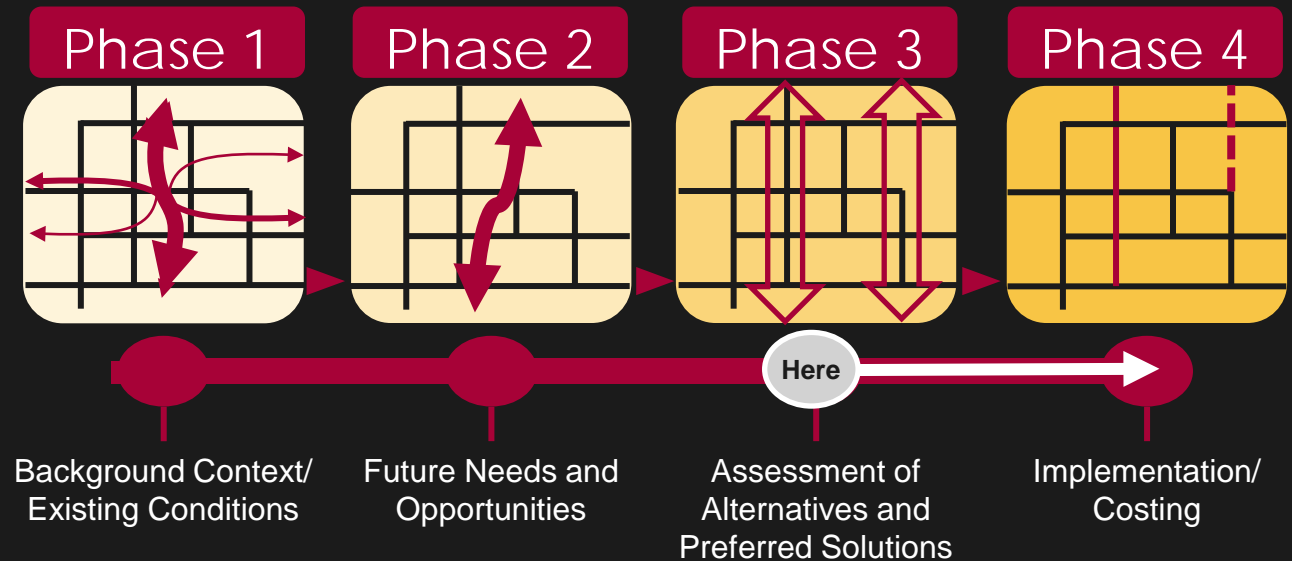 Phase 1
Phase 2
Phase 3
Phase 4
Here
Background Context/
Existing Conditions
Future Needs and
Opportunities
Assessment of
Alternatives and
Preferred Solutions
Implementation/
Costing